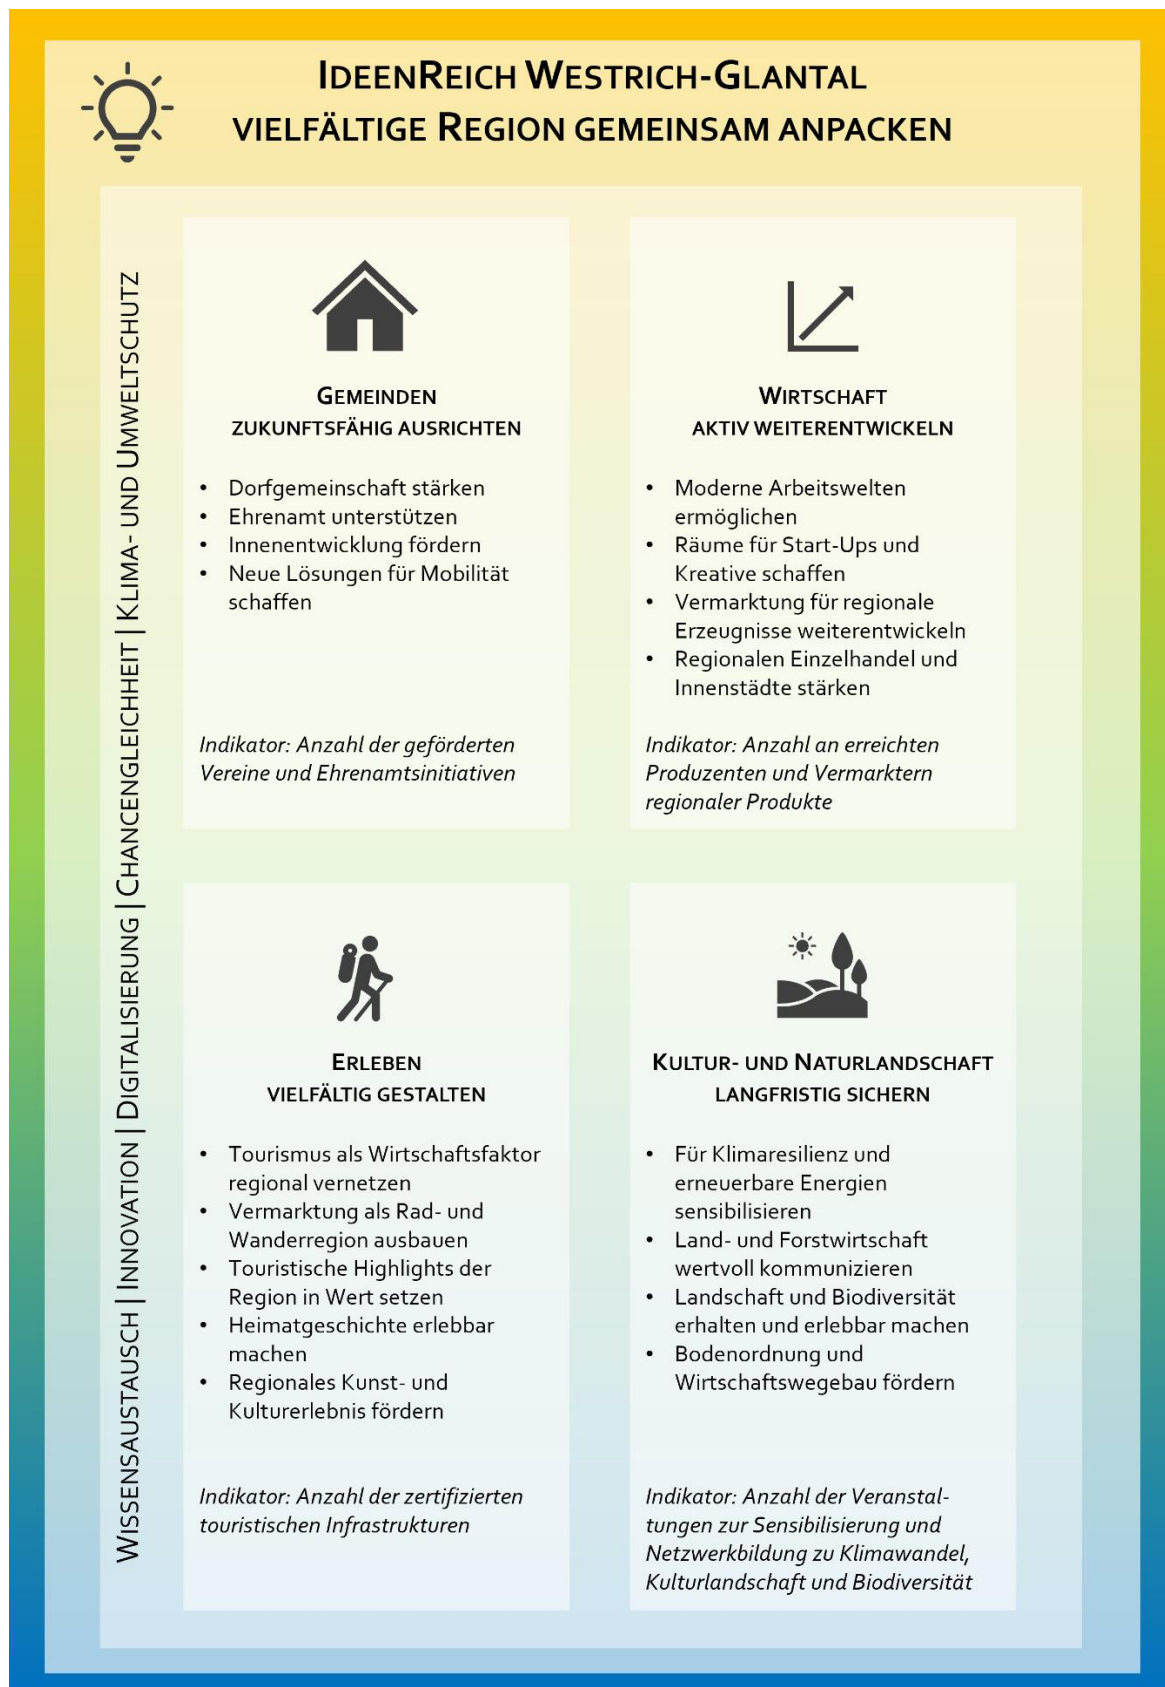 IDEENREICH WESTRICH-GLANTAL
VIELFÄLTIGE REGION GEMEINSAM ANPACKEN
WISSENSAUSTAUSCH | INNOVATION | DIGITALISIERUNG | CHANCENGLEICHHEIT | KLIMA- UND UMWELTSCHUTZ
GEMEINDEN
ZUKUNFTSFÄHIG AUSRICHTEN
• Dorfgemeinschaft stärken
• Ehrenamt unterstützen
• Innenentwicklung fördern
• Neue Lösungen für Mobilität
schaffen
Indikator: Anzahl der geförderten
Vereine und Ehrenamtsinitiativen
WIRTSCHAFT
AKTIV WEITERENTWICKELN
• Moderne Arbeitswelten
ermöglichen
• Räume für Start-Ups und
Kreative schaffen
• Vermarktung für regionale
Erzeugnisse weiterentwickeln
• Regionalen Einzelhandel und
Innenstädte stärken
Indikator: Anzahl an erreichten
Produzenten und Vermarktern
regionaler Produkte
ERLEBEN
VIELFÄLTIG GESTALTEN
• Tourismus als Wirtschaftsfaktor
regional vernetzen
• Vermarktung als Rad- und
Wanderregion ausbauen
• Touristische Highlights der
Region in Wert setzen
• Heimatgeschichte erlebbar
machen
• Regionales Kunst- und
Kulturerlebnis fördern
Indikator: Anzahl der zertifizierten
touristischen Infrastrukturen
KULTUR- UND NATURLANDSCHAFT
LANGFRISTIG SICHERN
• Für Klimaresilienz und
erneuerbare Energien
sensibilisieren
• Land- und Forstwirtschaft
wertvoll kommunizieren
• Landschaft und Biodiversität
erhalten und erlebbar machen
• Bodenordnung und
Wirtschaftswegebau fördern
Indikator: Anzahl der Veranstal-
tungen zur Sensibilisierung und
Netzwerkbildung zu Klimawandel,
Kulturlandschaft und Biodiversität